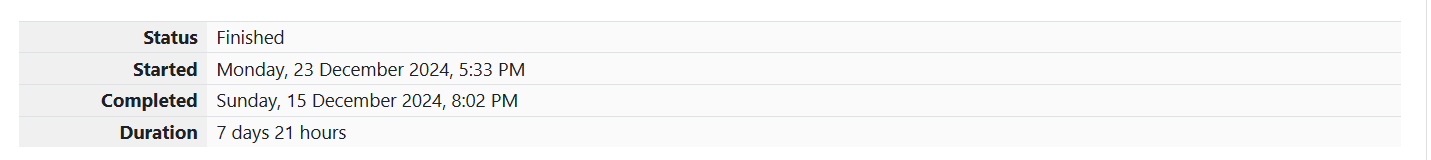 Status Finished
Started Monday, 23 December 2024, 5:33 PM
Completed Sunday, 15 December 2024, 8:02 PM
Duration 7 days 21 hours